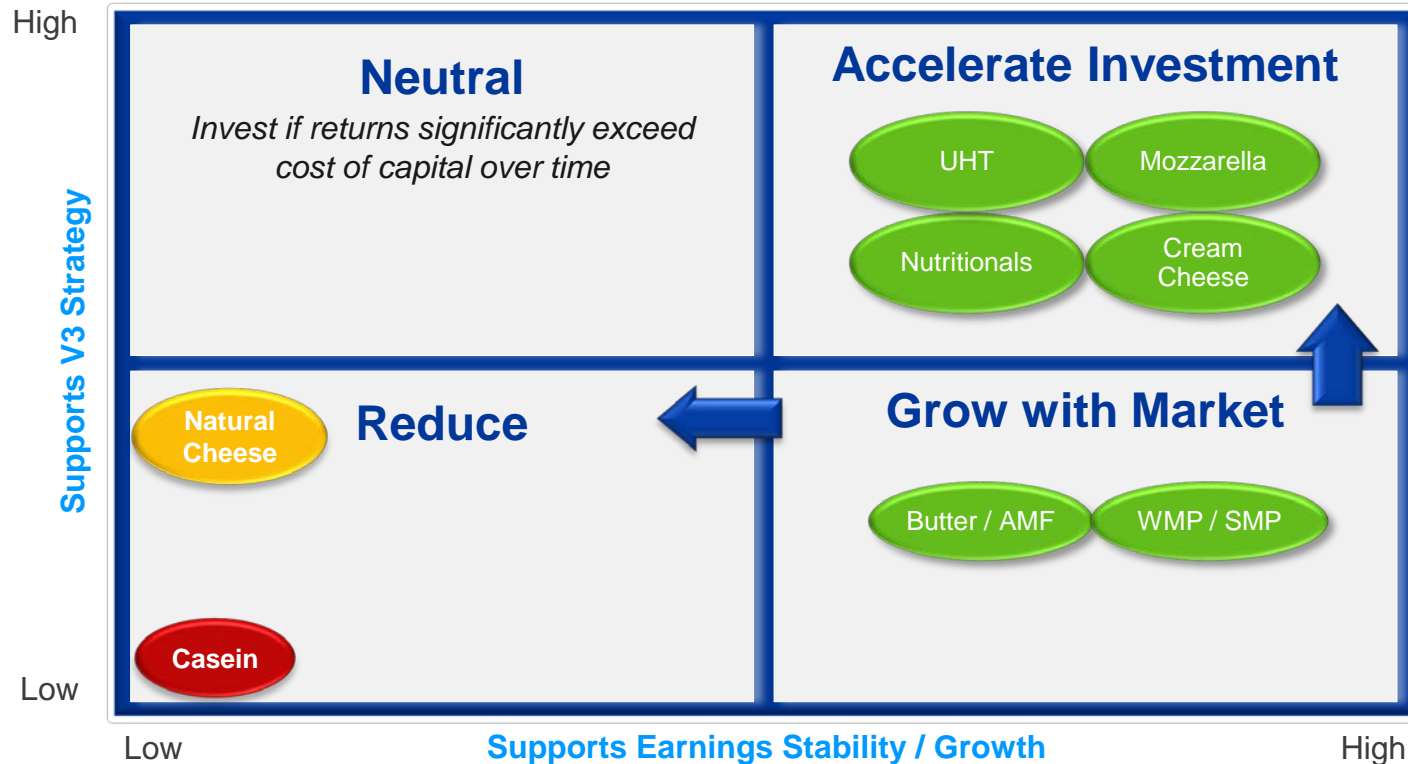 High
Neutral
Invest if returns significantly exceed
cost of capital over time
Accelerate Investment
UHT
Mozzarella
Nutritionals
Cream
Cheese
Supports V3 Strategy
Natural
Cheese
Reduce
Grow with Market
Butter / AMF
WMP / SMP
Casein
Low
Low
Supports Earnings Stability / Growth
High